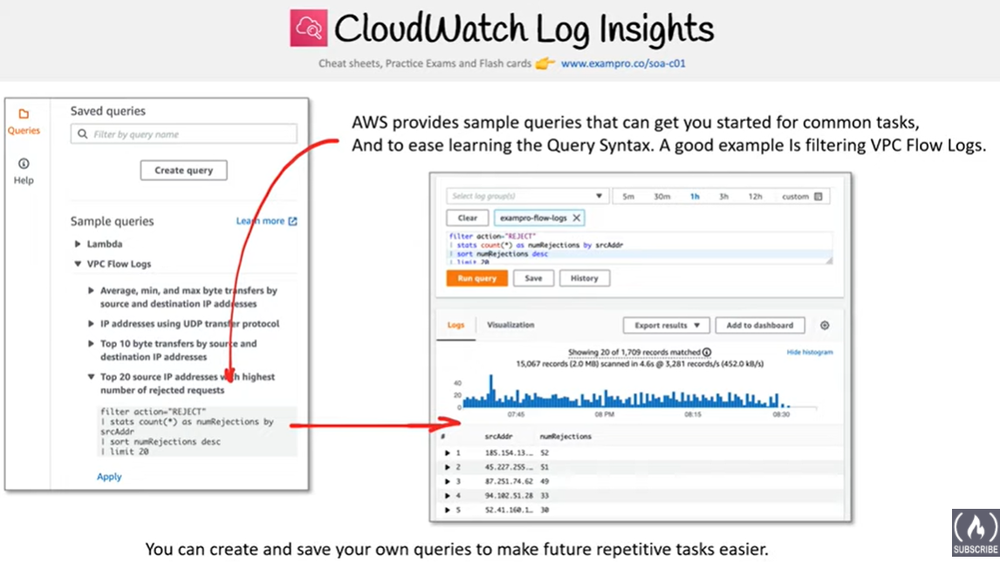 CloudWatch Log Insights
Cheat sheets, Practice Exams and Flash cards 👉 www.exampro.co/soa-c01
Queries
Help
Saved queries
Filter by query name
Create query
Sample queries
Learn more
Lambda
VPC Flow Logs
Average, min, and max byte transfers by
source and destination IP addresses
IP addresses using UDP transfer protocol
Top 10 byte transfers by source and
destination IP addresses
Top 20 source IP addresses with highest
number of rejected requests
filter action="REJECT"
| stats count(*) as numRejections by
srcAddr
| sort numRejections desc
| limit 20
Apply
AWS provides sample queries that can get you started for common tasks,
And to ease learning the Query Syntax. A good example Is filtering VPC Flow Logs.
Select log group(s)
5m 30m 1h 3h 12h custom
Clear
exampro-flow-logs
filter action="REJECT"
| stats count(*) as numRejections by srcAddr
| sort numRejections desc
| limit 20
Run query Save History
Logs Visualization Export results Add to dashboard
Showing 20 of 1,709 records matched
15,067 records (2.0 MB) scanned in 4.6s @ 3,281 records/s (452.0 kB/s)
Hide histogram
40
20
0
07:45 08 PM 08:15 08:30
# srcAddr numRejections
1 185.154.13... 52
2 45.227.255... 51
3 87.251.74.62 49
4 94.102.51.28 33
5 52.41.160.1... 30
You can create and save your own queries to make future repetitive tasks easier.
SUBSCRIBE